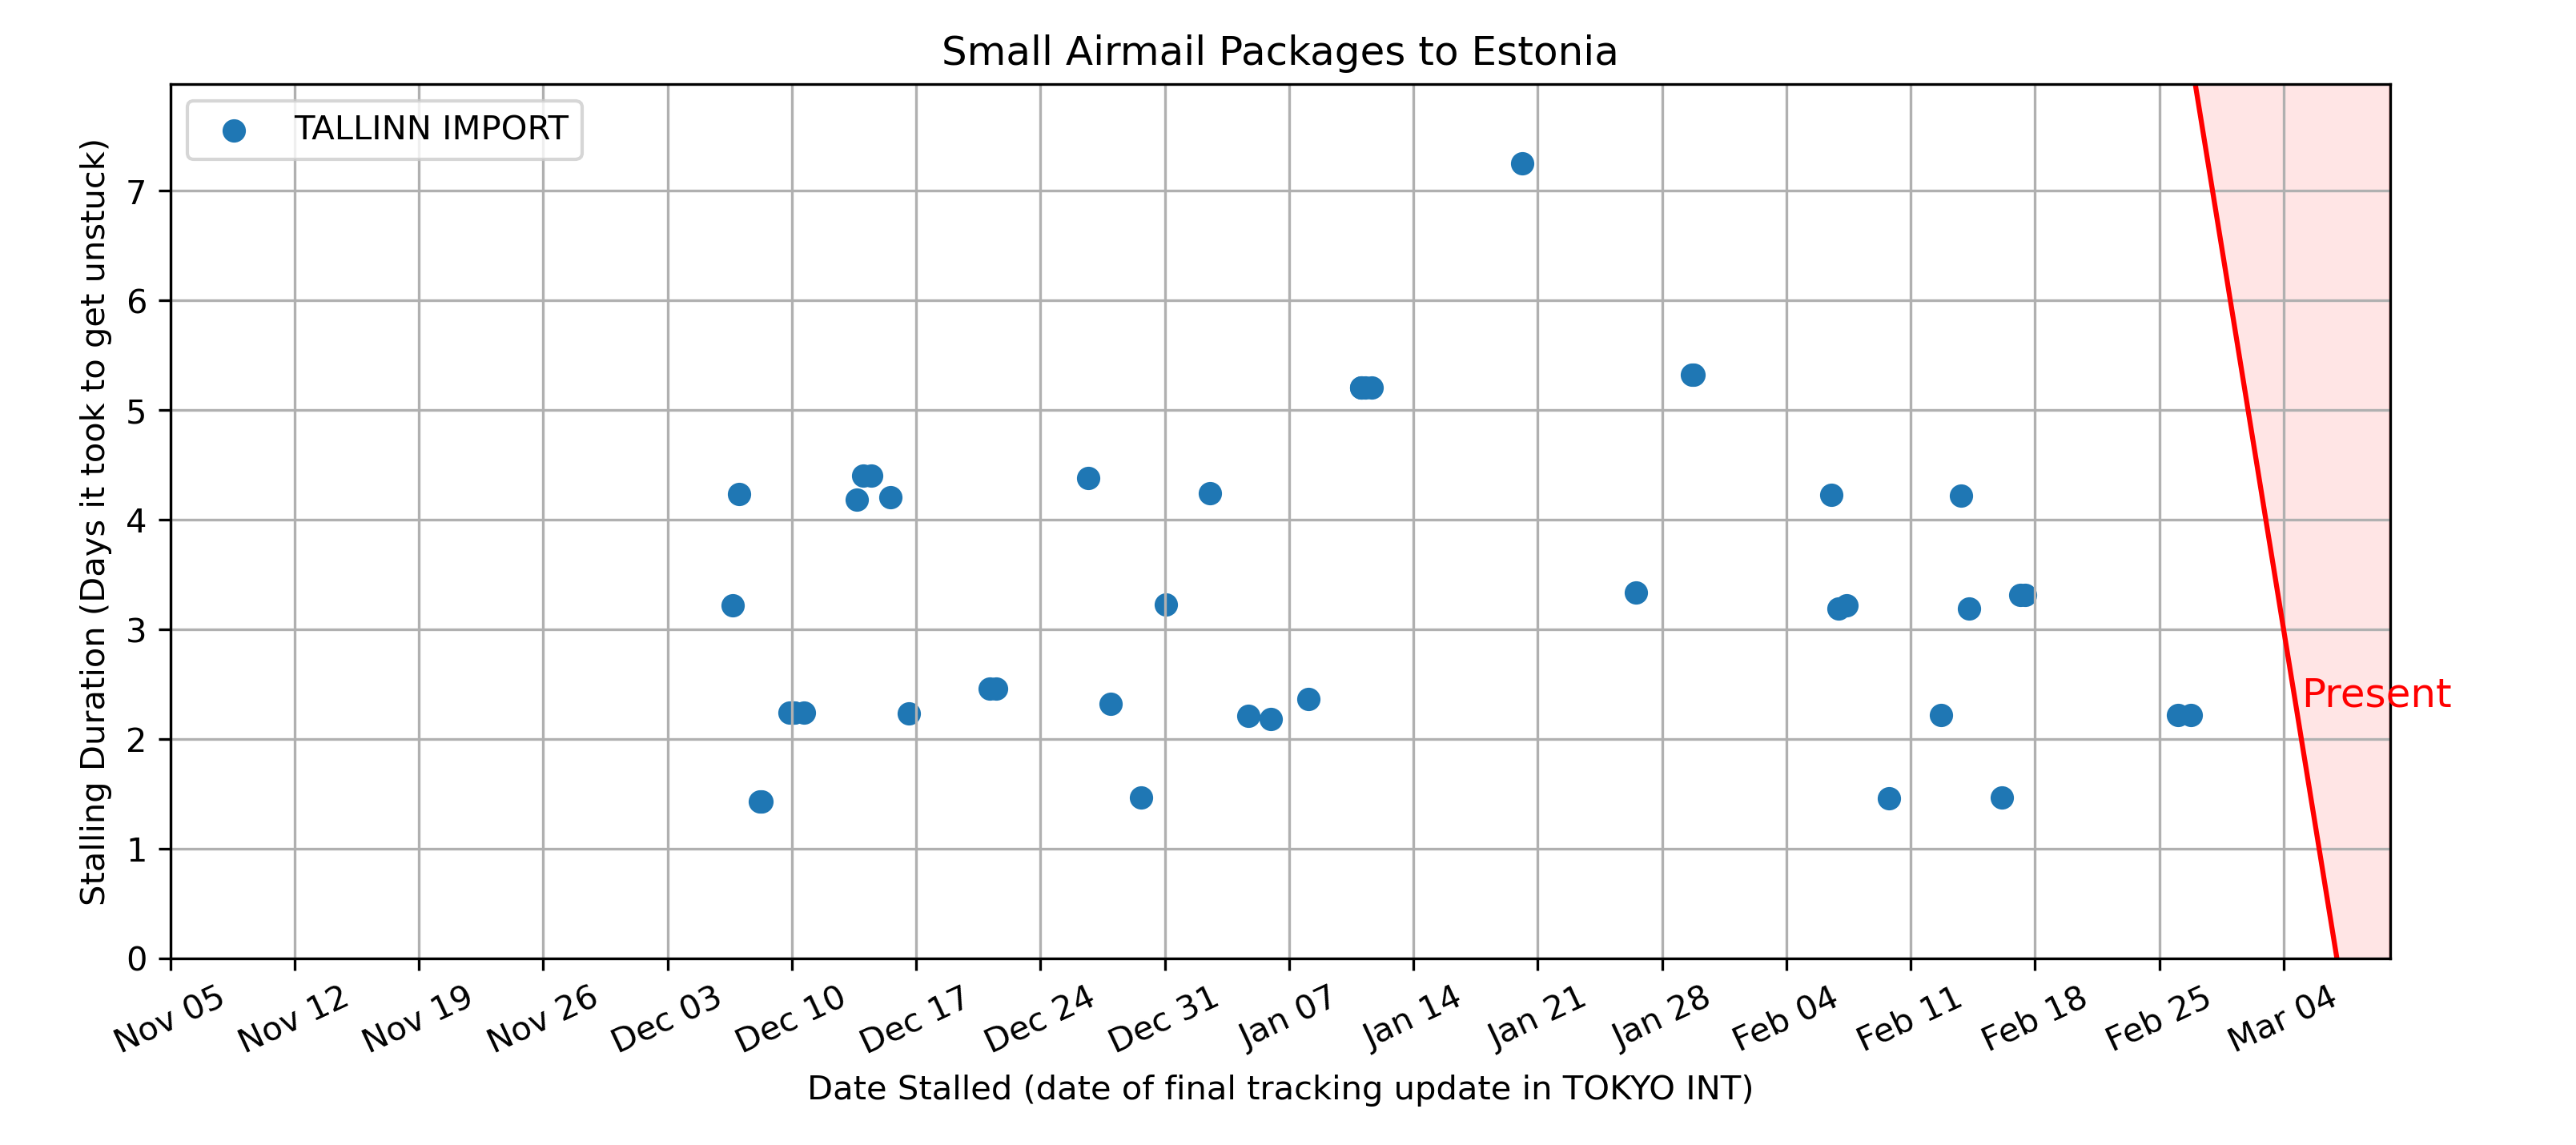 Small Airmail Packages to Estonia
TALLINN IMPORT
Stalling Duration (Days it took to get unstuck)
7
6
5
4
3
2
1
0
Present
Nov 05
Nov 12
Nov 19
Nov 26
Dec 03
Dec 10
Dec 17
Dec 24
Dec 31
Jan 07
Jan 14
Jan 21
Jan 28
Feb 04
Feb 11
Feb 18
Feb 25
Mar 04
Date Stalled (date of final tracking update in TOKYO INT)